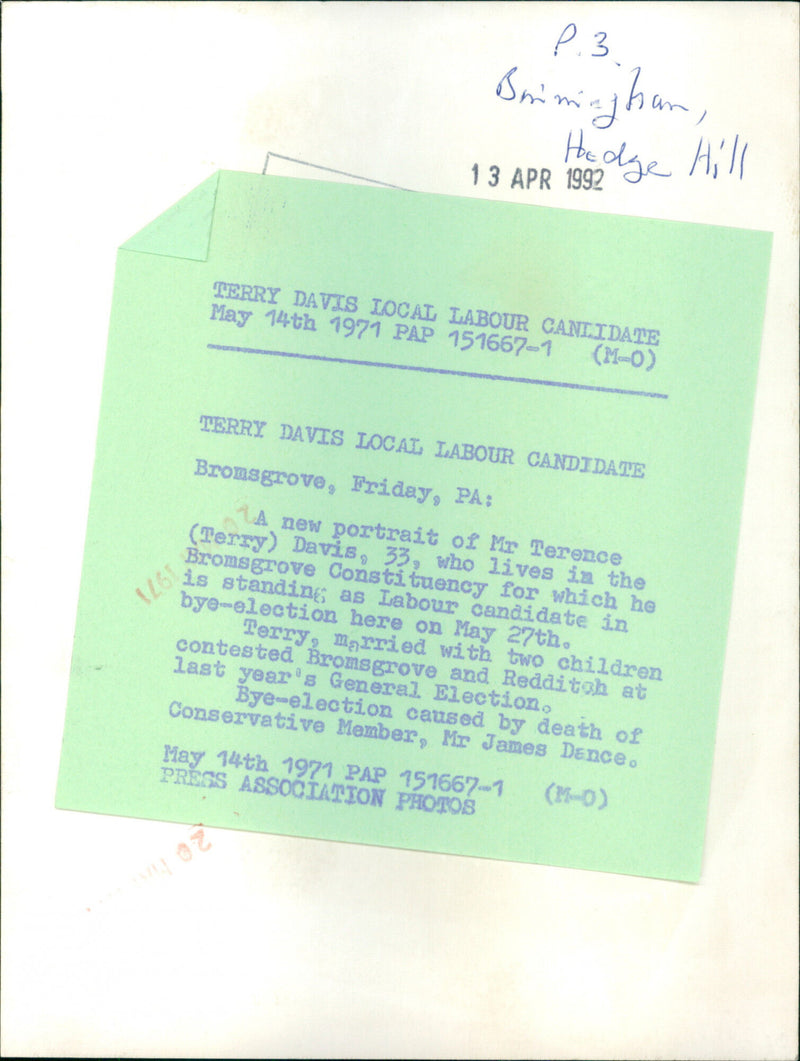 P.3.
Birmingham,
Hodge Hill
13 APR 1992
TERRY DAVIS LOCAL LABOUR CANLIDATE
May 14th 1971 PAP 151667-1 (M-O)
TERRY DAVIS LOCAL LABOUR CANDIDATE
Bromsgrove, Friday, PA:
A new portrait of Mr Terence
(Terry) Davis, 33, who lives in the
Bromsgrove Constituency for which he
is standing as Labour candidate in
bye-election here on May 27th.
Terry, married with two children
contested Bromsgrove and Redditch at
last year's General Election.
Bye-election caused by death of
Conservative Member, Mr James Dance.
May 14th 1971 PAP 151667-1 (M-O)
PRESS ASSOCIATION PHOTOS
20 1971
20